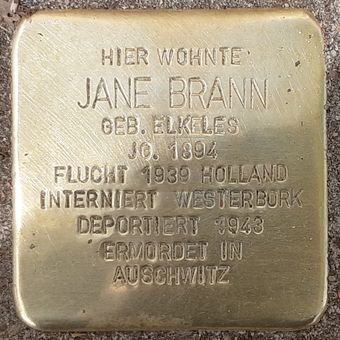 HIER WOHNTE
JANE BRANN
GEB. ELKELES
JG. 1894
FLUCHT 1939 HOLLAND
INTERNIERT WESTERBORK
DEPORTIERT 1943
ERMORDET IN
AUSCHWITZ